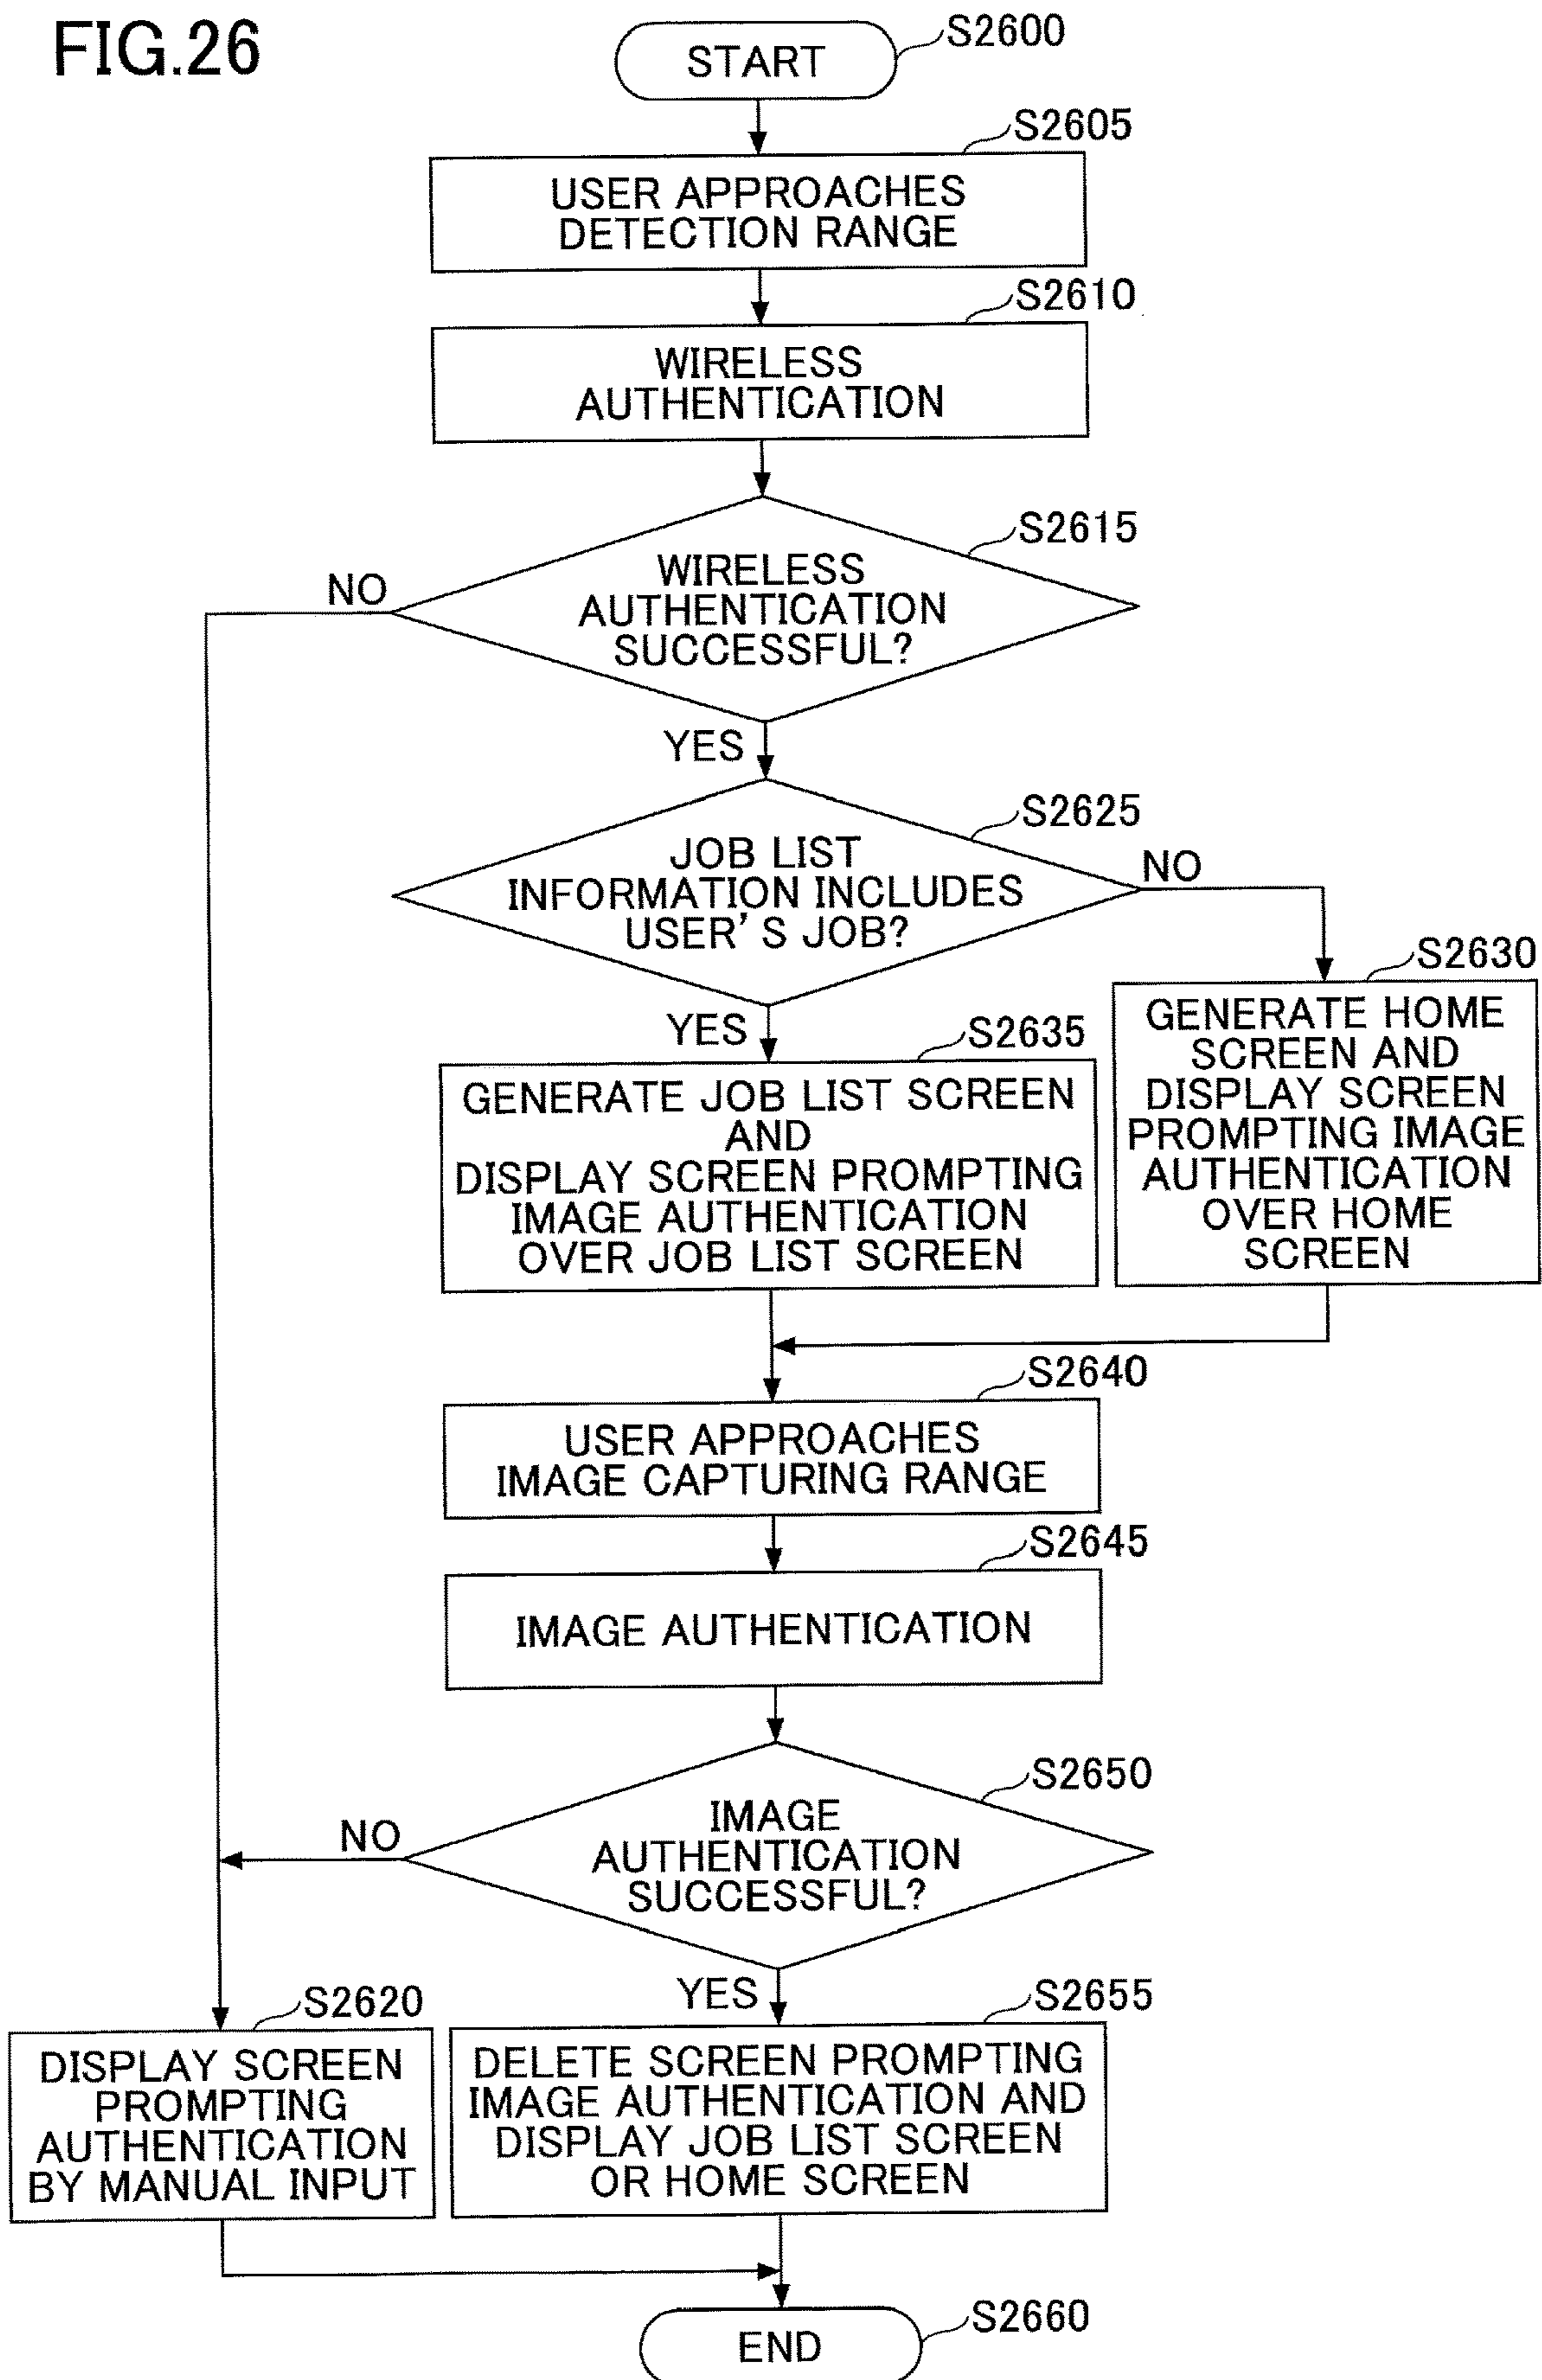 FIG.26
START
S2600
S2605
USER APPROACHES
DETECTION RANGE
S2610
WIRELESS
AUTHENTICATION
S2615
WIRELESS
AUTHENTICATION
SUCCESSFUL?
NO
YES
S2625
JOB LIST
INFORMATION INCLUDES
USER'S JOB?
NO
YES
S2630
GENERATE HOME
SCREEN AND
DISPLAY SCREEN
PROMPTING IMAGE
AUTHENTICATION
OVER HOME
SCREEN
S2635
GENERATE JOB LIST SCREEN
AND
DISPLAY SCREEN PROMPTING
IMAGE AUTHENTICATION
OVER JOB LIST SCREEN
S2640
USER APPROACHES
IMAGE CAPTURING RANGE
S2645
IMAGE AUTHENTICATION
S2650
IMAGE
AUTHENTICATION
SUCCESSFUL?
NO
YES
S2620
DISPLAY SCREEN
PROMPTING
AUTHENTICATION
BY MANUAL INPUT
S2655
DELETE SCREEN PROMPTING
IMAGE AUTHENTICATION AND
DISPLAY JOB LIST SCREEN
OR HOME SCREEN
END
S2660